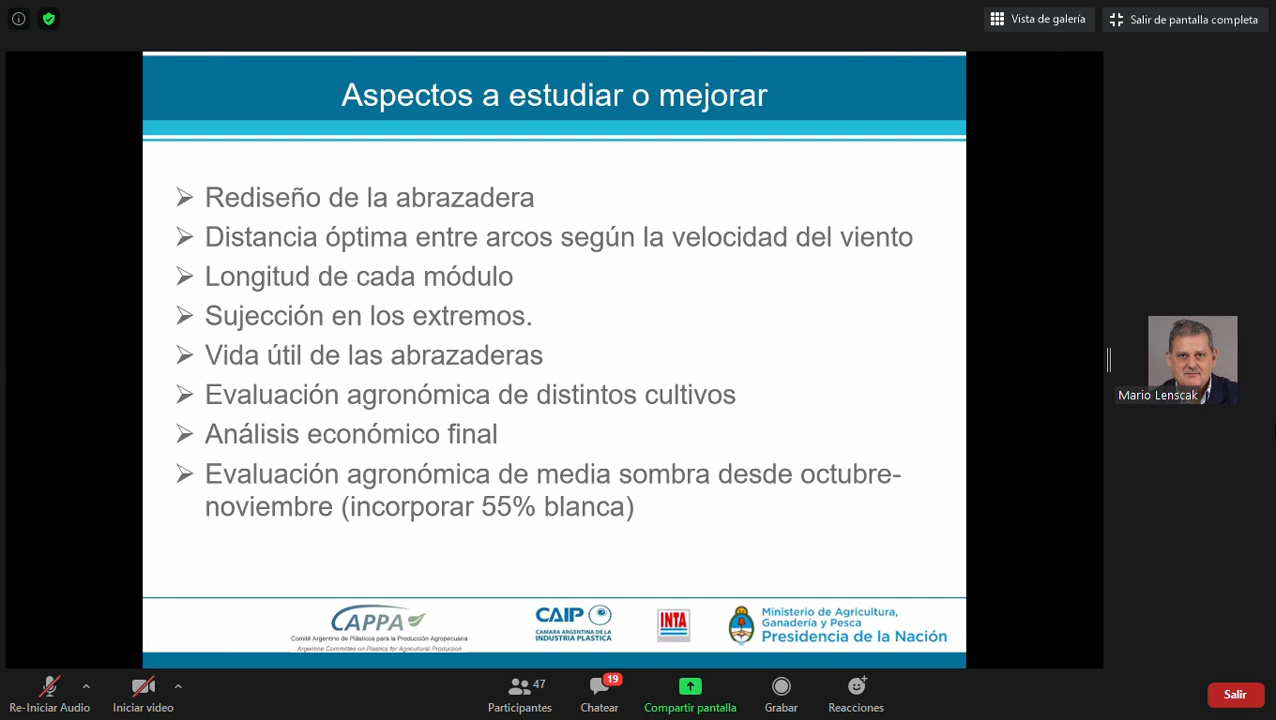 Vista de galería
Salir de pantalla completa
Aspectos a estudiar o mejorar
Rediseño de la abrazadera
Distancia óptima entre arcos según la velocidad del viento
Longitud de cada módulo
Sujección en los extremos.
Vida útil de las abrazaderas
Evaluación agronómica de distintos cultivos
Análisis económico final
Evaluación agronómica de media sombra desde octubre-
noviembre (incorporar 55% blanca)
Mario Lenscak
CAPPA
Comité Argentino de Plásticos para la Producción Agropecuaria
Argentine Committee on Plastics for Agricultural Production
CAIP
CAMARA ARGENTINA DE LA
INDUSTRIA PLASTICA
INTA
Ministerio de Agricultura,
Ganadería y Pesca
Presidencia de la Nación
Re-Iniciar Audio
Iniciar video
47
Participantes
19
Chatear
Compartir pantalla
Grabar
Reacciones
Salir